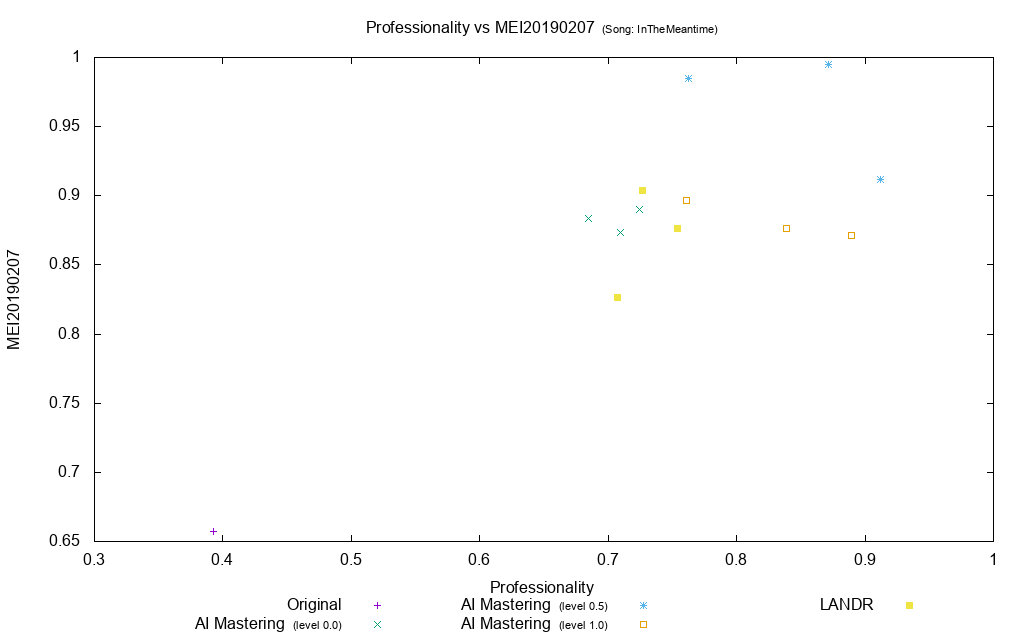 Professionality vs MEI20190207 (Song: InTheMeantime)
1
0.95
0.9
0.85
0.8
0.75
0.7
0.65
MEI20190207
0.3 0.4 0.5 0.6 0.7 0.8 0.9 1
Professionality
Original AI Mastering (level 0.5) LANDR
AI Mastering (level 0.0) AI Mastering (level 1.0)